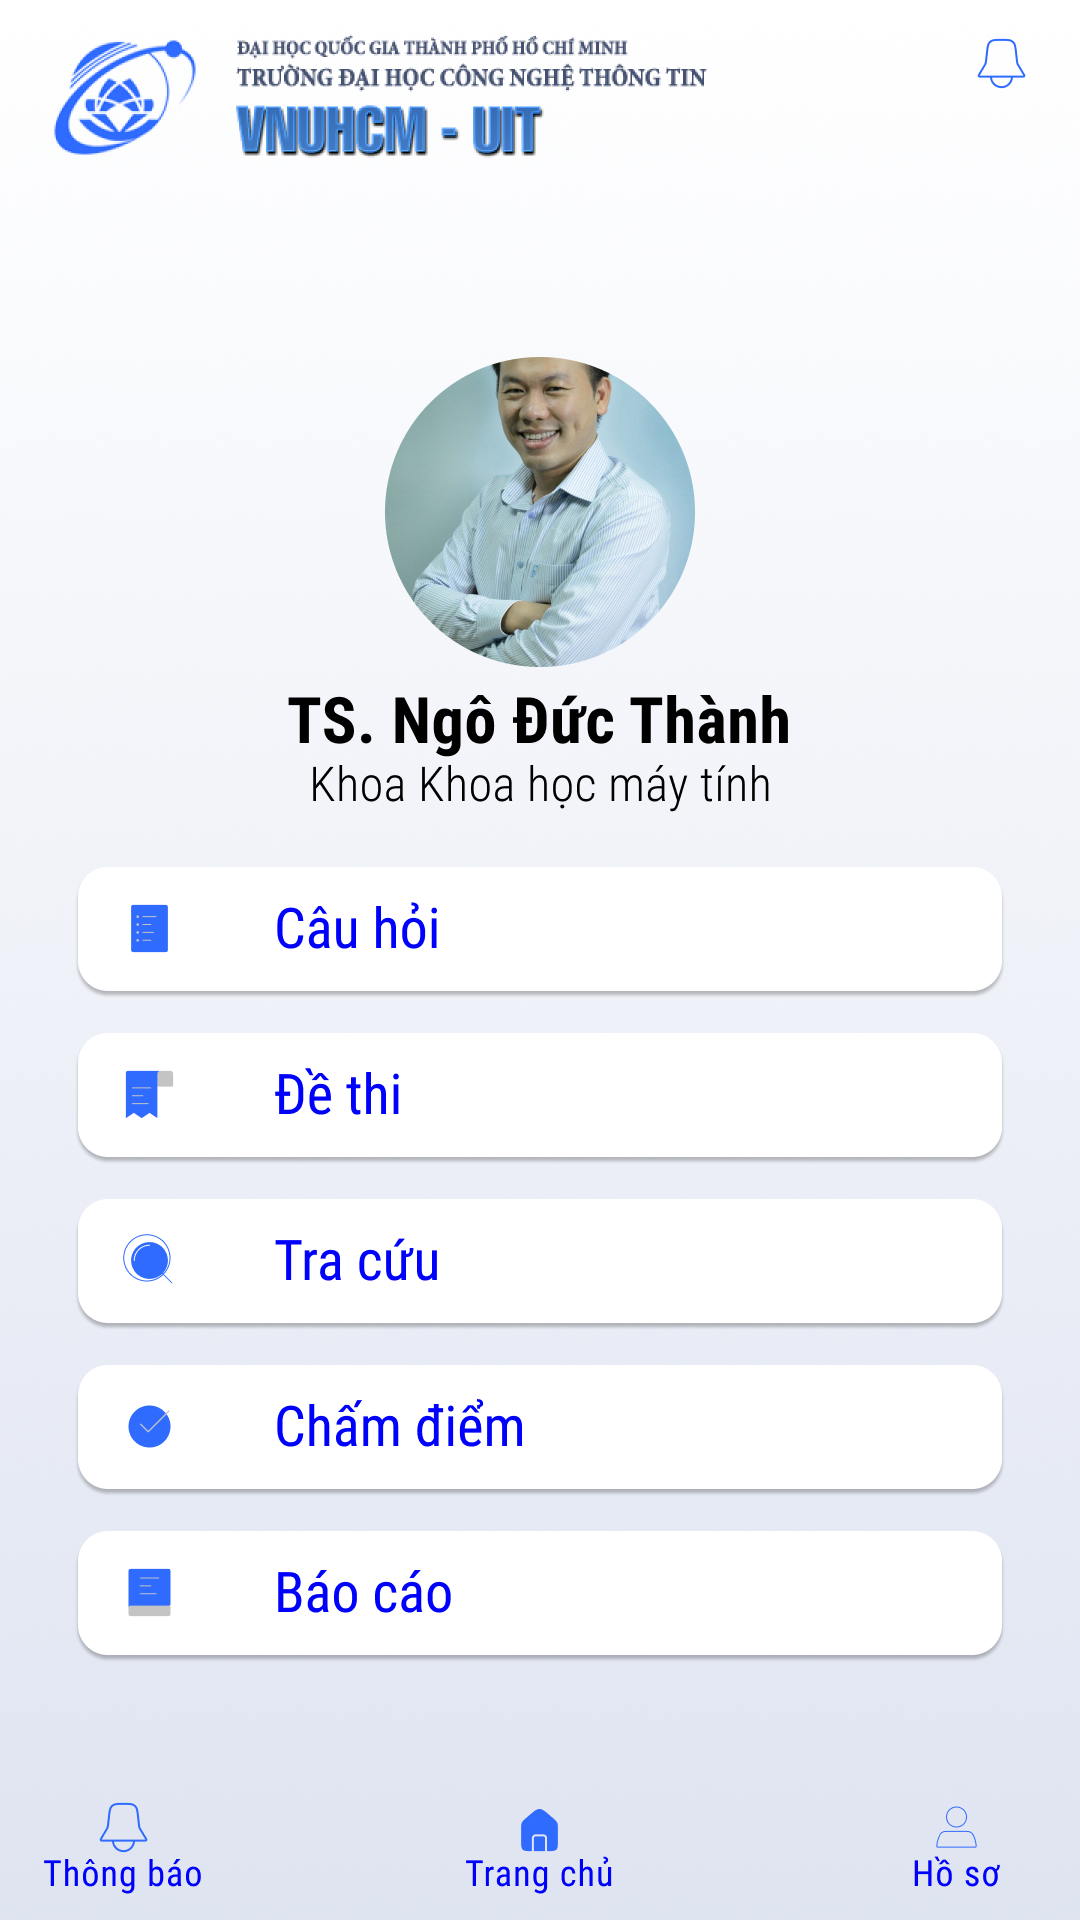 ĐẠI HỌC QUỐC GIA THÀNH PHỐ HỒ CHÍ MINH
TRƯỜNG ĐẠI HỌC CÔNG NGHỆ THÔNG TIN
VNUHCM - UIT
TS. Ngô Đức Thành
Khoa Khoa học máy tính
Câu hỏi
Đề thi
Tra cứu
Chấm điểm
Báo cáo
Thông báo
Trang chủ
Hồ sơ